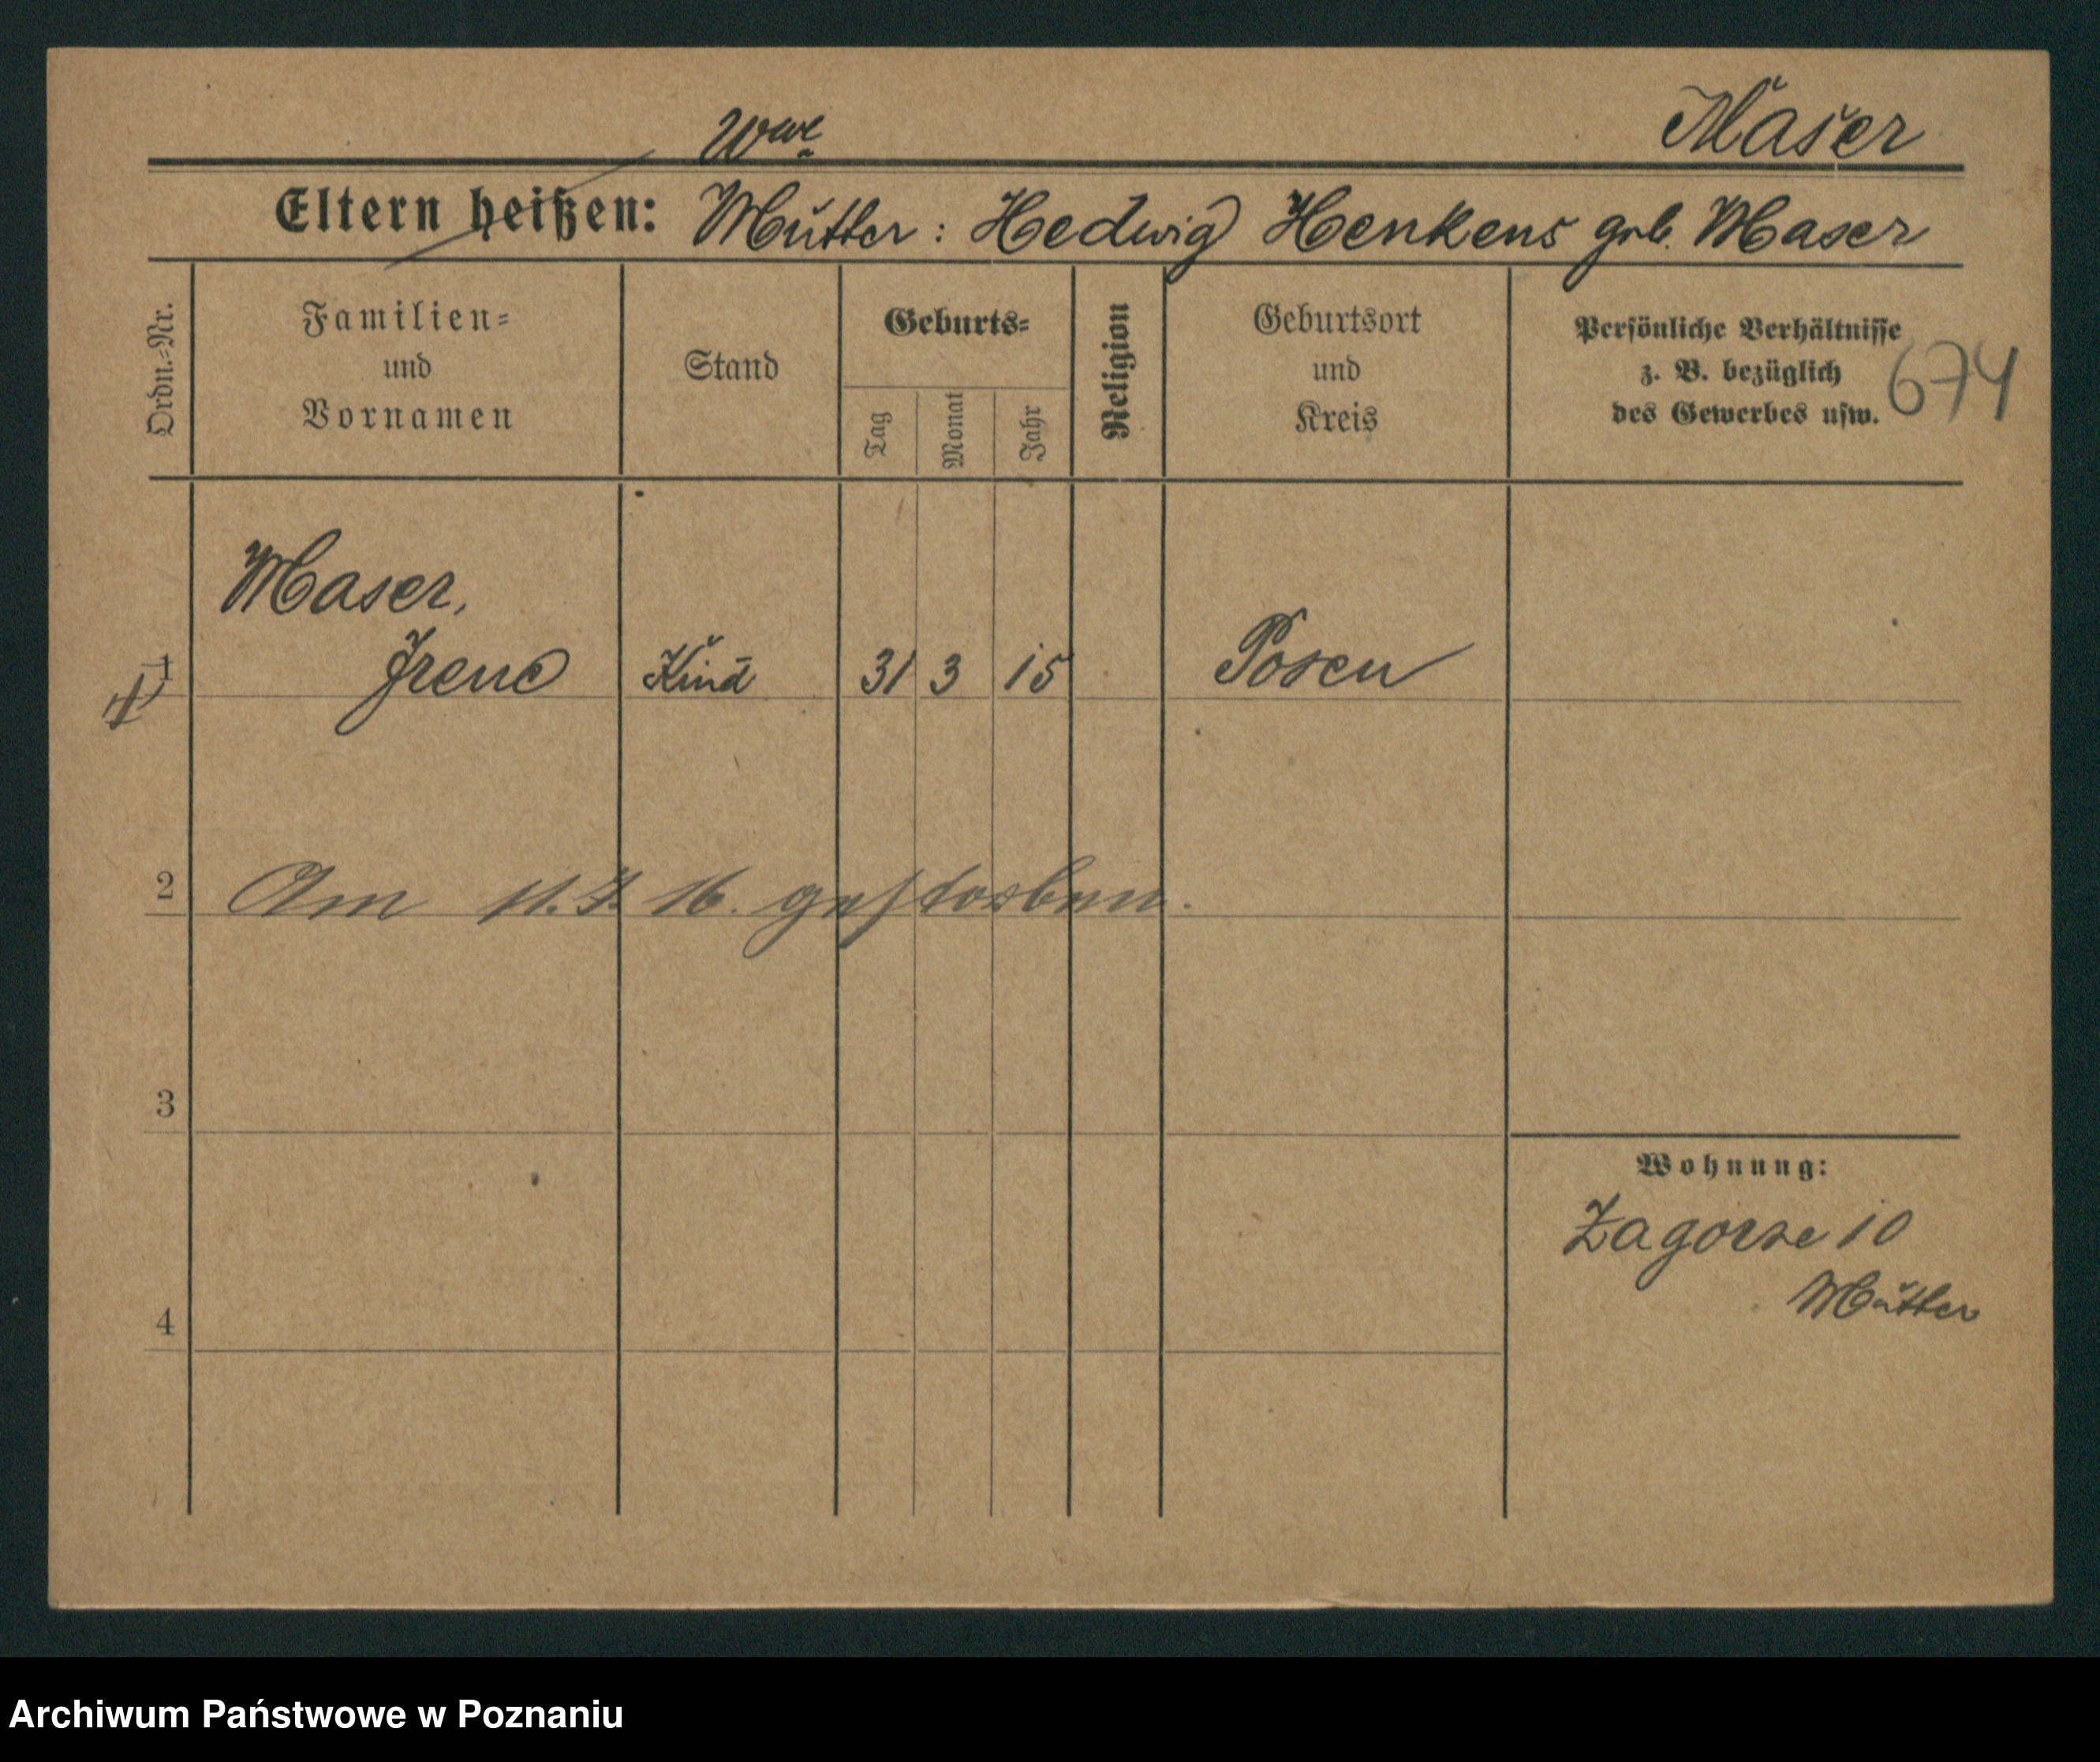 Wwe
Maser
Eltern heißen: Mutter: Hedwig Henkens geb. Maser
Ordn.-Nr.
Familien-
und
Vornamen
Stand
Geburts-
Tag
Monat
Jahr
Religion
Geburtsort
und
Kreis
Persönliche Verhältnisse
z. B. bezüglich
des Gewerbes usw.
674
Maser,
1 Irene Kind 31 3 15 Posen
2 Am 11. 7. 16. gestorben.
3
Wohnung:
Zagorze 10
Mutter
4
Archiwum Państwowe w Poznaniu